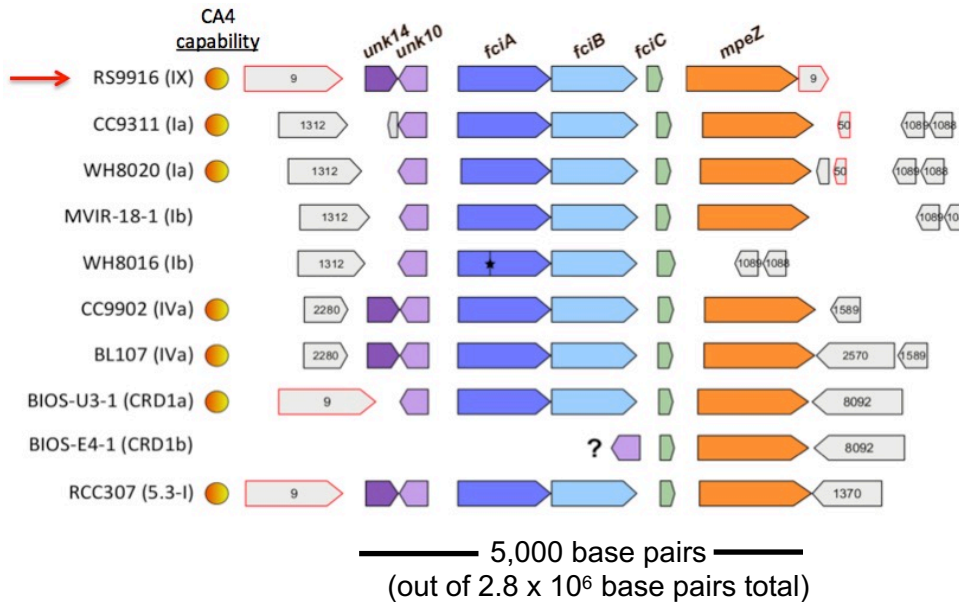 CA4
capability
unk14 unk10 fciA fciB fciC mpeZ
RS9916 (IX) 9 9
CC9311 (Ia) 1312 50 1089 1088
WH8020 (Ia) 1312 50 1089 1088
MVIR-18-1 (Ib) 1312 1089 10
WH8016 (Ib) 1312 1089 1088
CC9902 (IVa) 2280 1589
BL107 (IVa) 2280 2570 1589
BIOS-U3-1 (CRD1a) 9 8092
BIOS-E4-1 (CRD1b) ? 8092
RCC307 (5.3-I) 9 1370
5,000 base pairs
(out of 2.8 x 10⁶ base pairs total)